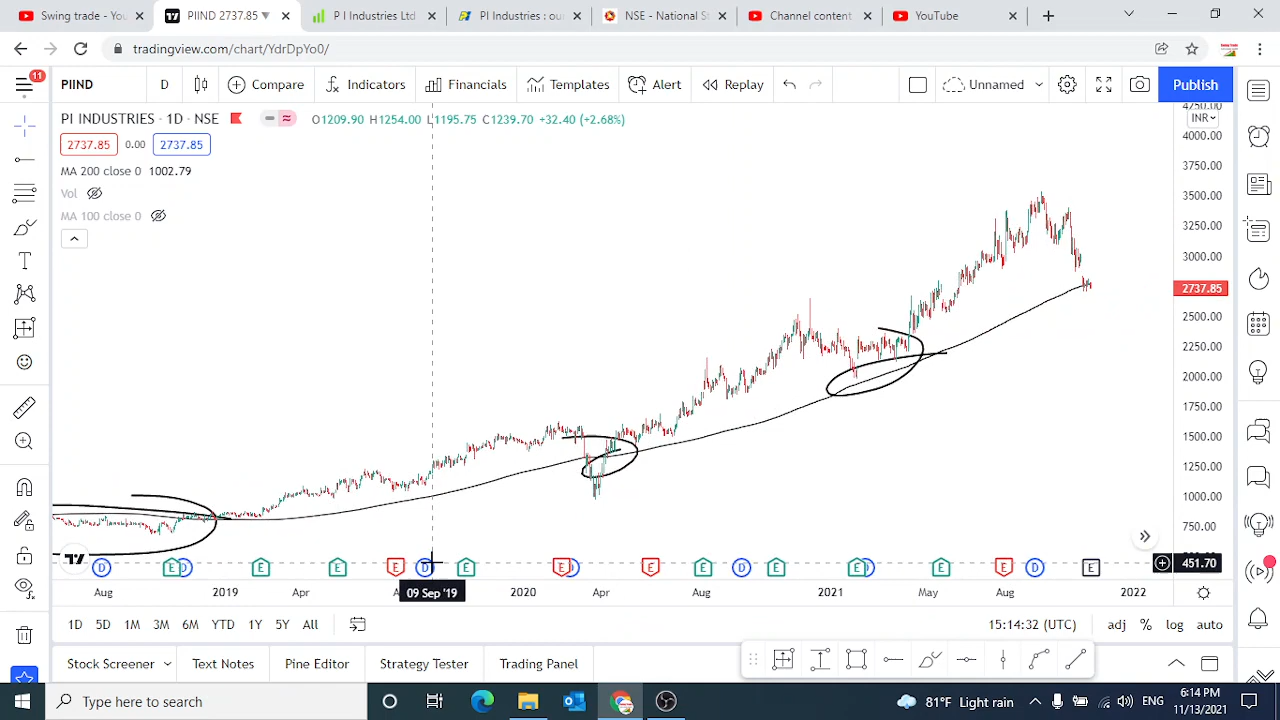 Swing trade - You
PIIND 2737.85 ▼
P I Industries Ltd
PI Industries : our
NSE - National St
Channel content
YouTube
tradingview.com/chart/YdrDpYo0/
11
PIIND
D
Compare
Indicators
Financials
Templates
Alert
Replay
Unnamed
Publish
PI INDUSTRIES · 1D · NSE
O1209.90 H1254.00 L1195.75 C1239.70 +32.40 (+2.68%)
INR
2737.85 0.00 2737.85
MA 200 close 0 1002.79
Vol
MA 100 close 0
4250.00
4000.00
3750.00
3500.00
3250.00
3000.00
2737.85
2500.00
2250.00
2000.00
1750.00
1500.00
1250.00
1000.00
750.00
451.70
D E D E E E D E E D E E D E E D E E D E
Aug 2019 Apr 09 Sep '19 2020 Apr Aug 2021 May Aug 2022
1D 5D 1M 3M 6M YTD 1Y 5Y All
15:14:32 (UTC) adj % log auto
Stock Screener Text Notes Pine Editor Strategy Tester Trading Panel
Type here to search
81°F Light rain
ENG
6:14 PM
11/13/2021